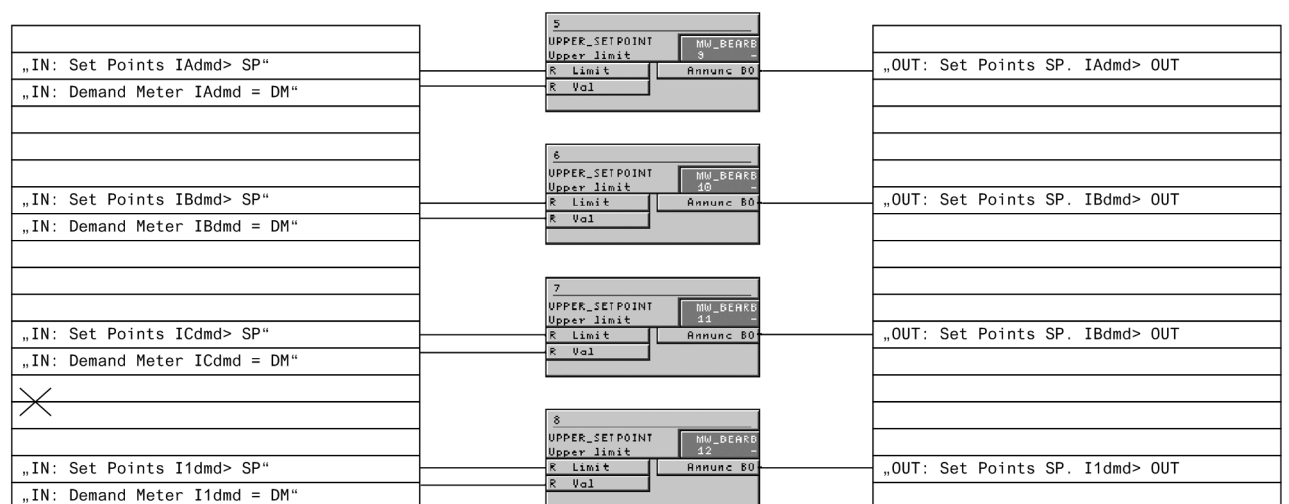 5
UPPER_SETPOINT
MW_BEARB
Upper limit
9 -
„IN: Set Points IAdmd> SP“
R Limit
Annunc BO
„OUT: Set Points SP. IAdmd> OUT
„IN: Demand Meter IAdmd = DM“
R Val
6
UPPER_SETPOINT
MW_BEARB
Upper limit
10 -
„IN: Set Points IBdmd> SP“
R Limit
Annunc BO
„OUT: Set Points SP. IBdmd> OUT
„IN: Demand Meter IBdmd = DM“
R Val
7
UPPER_SETPOINT
MW_BEARB
Upper limit
11 -
„IN: Set Points ICdmd> SP“
R Limit
Annunc BO
„OUT: Set Points SP. IBdmd> OUT
„IN: Demand Meter ICdmd = DM“
R Val
8
UPPER_SETPOINT
MW_BEARB
Upper limit
12 -
„IN: Set Points I1dmd> SP“
R Limit
Annunc BO
„OUT: Set Points SP. I1dmd> OUT
„IN: Demand Meter I1dmd = DM“
R Val